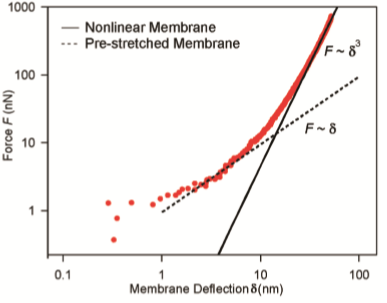 1000
100
10
1
Force F (nN)
Nonlinear Membrane
Pre-stretched Membrane
F ~ δ³
F ~ δ
0.1
1
10
100
Membrane Deflection δ (nm)